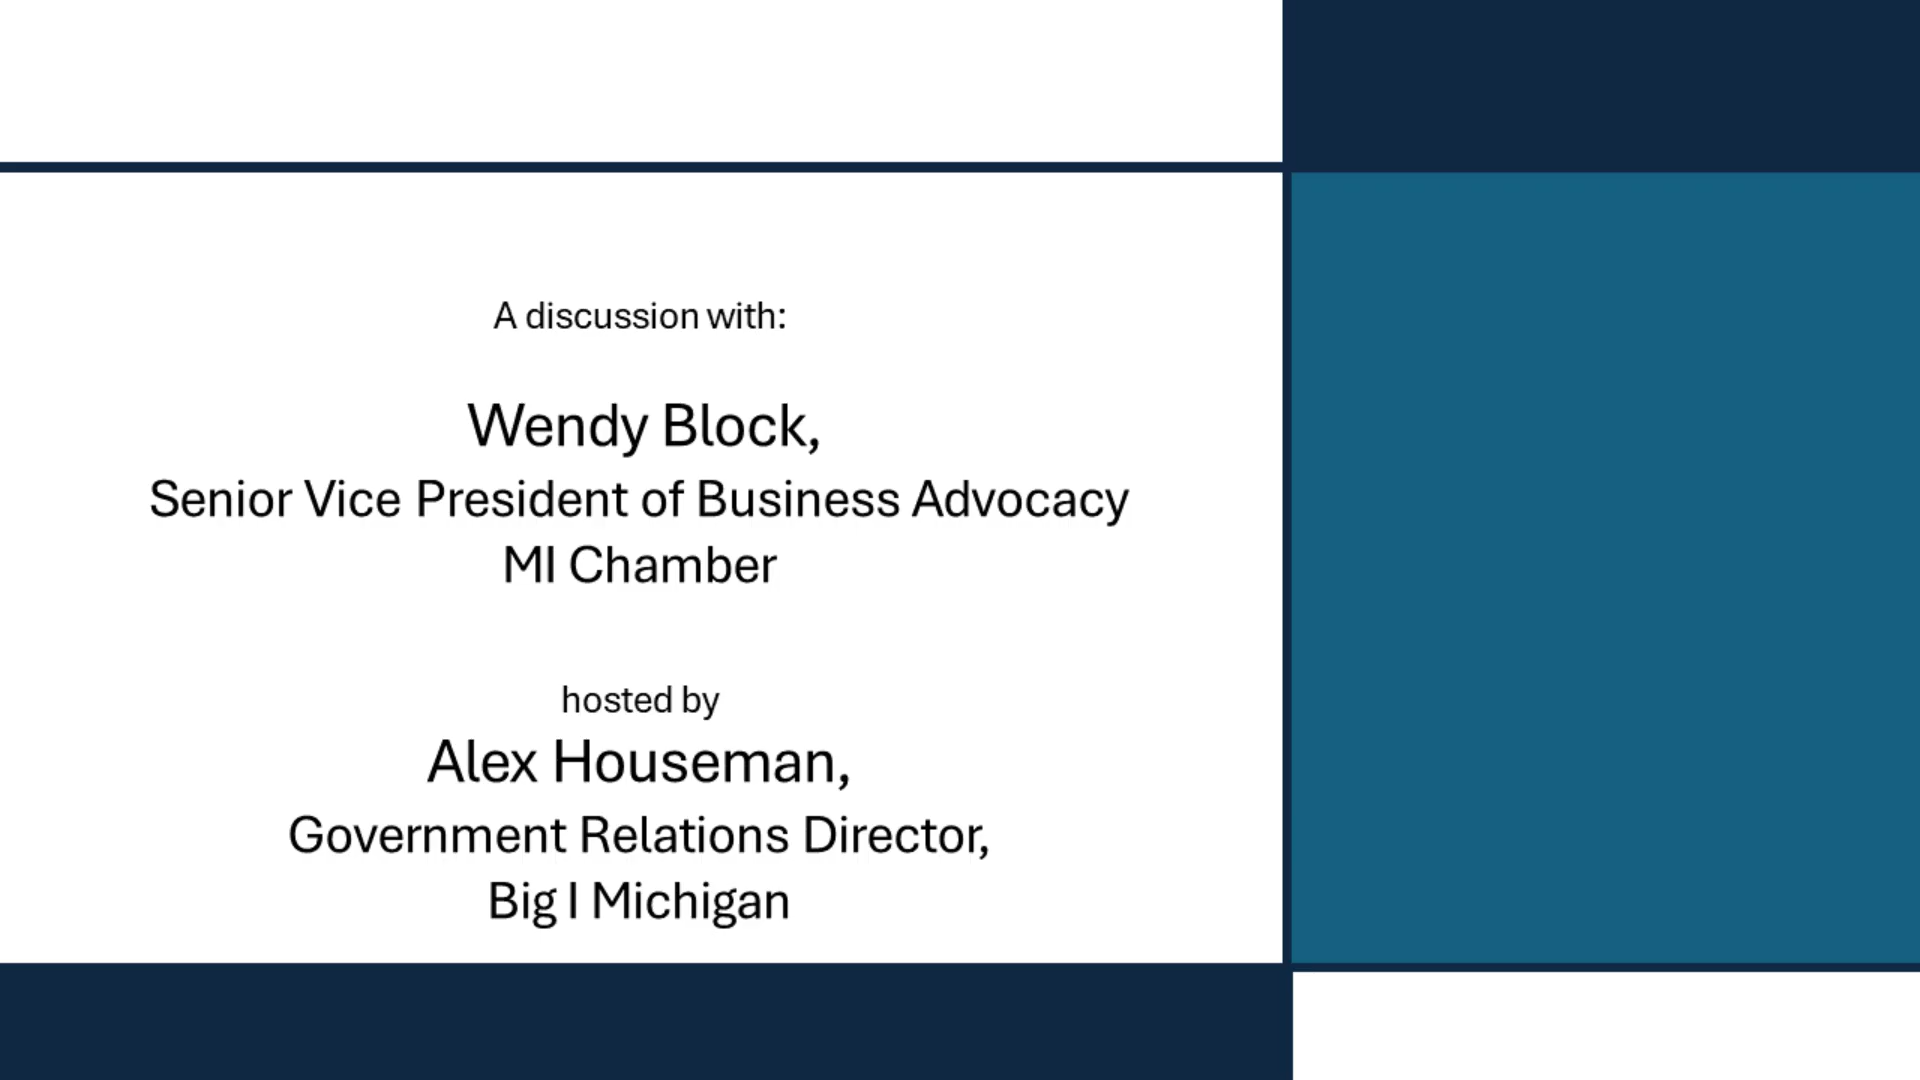 A discussion with:
Wendy Block,
Senior Vice President of Business Advocacy
MI Chamber
hosted by
Alex Houseman,
Government Relations Director,
Big I Michigan